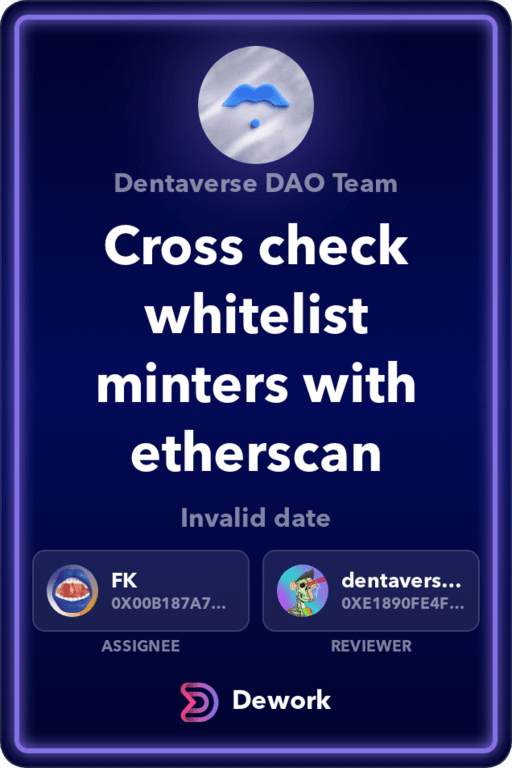 Dentaverse DAO Team
Cross check
whitelist
minters with
etherscan
Invalid date
FK
0X00B187A7...
ASSIGNEE
dentavers...
0XE1890FE4F...
REVIEWER
Dework